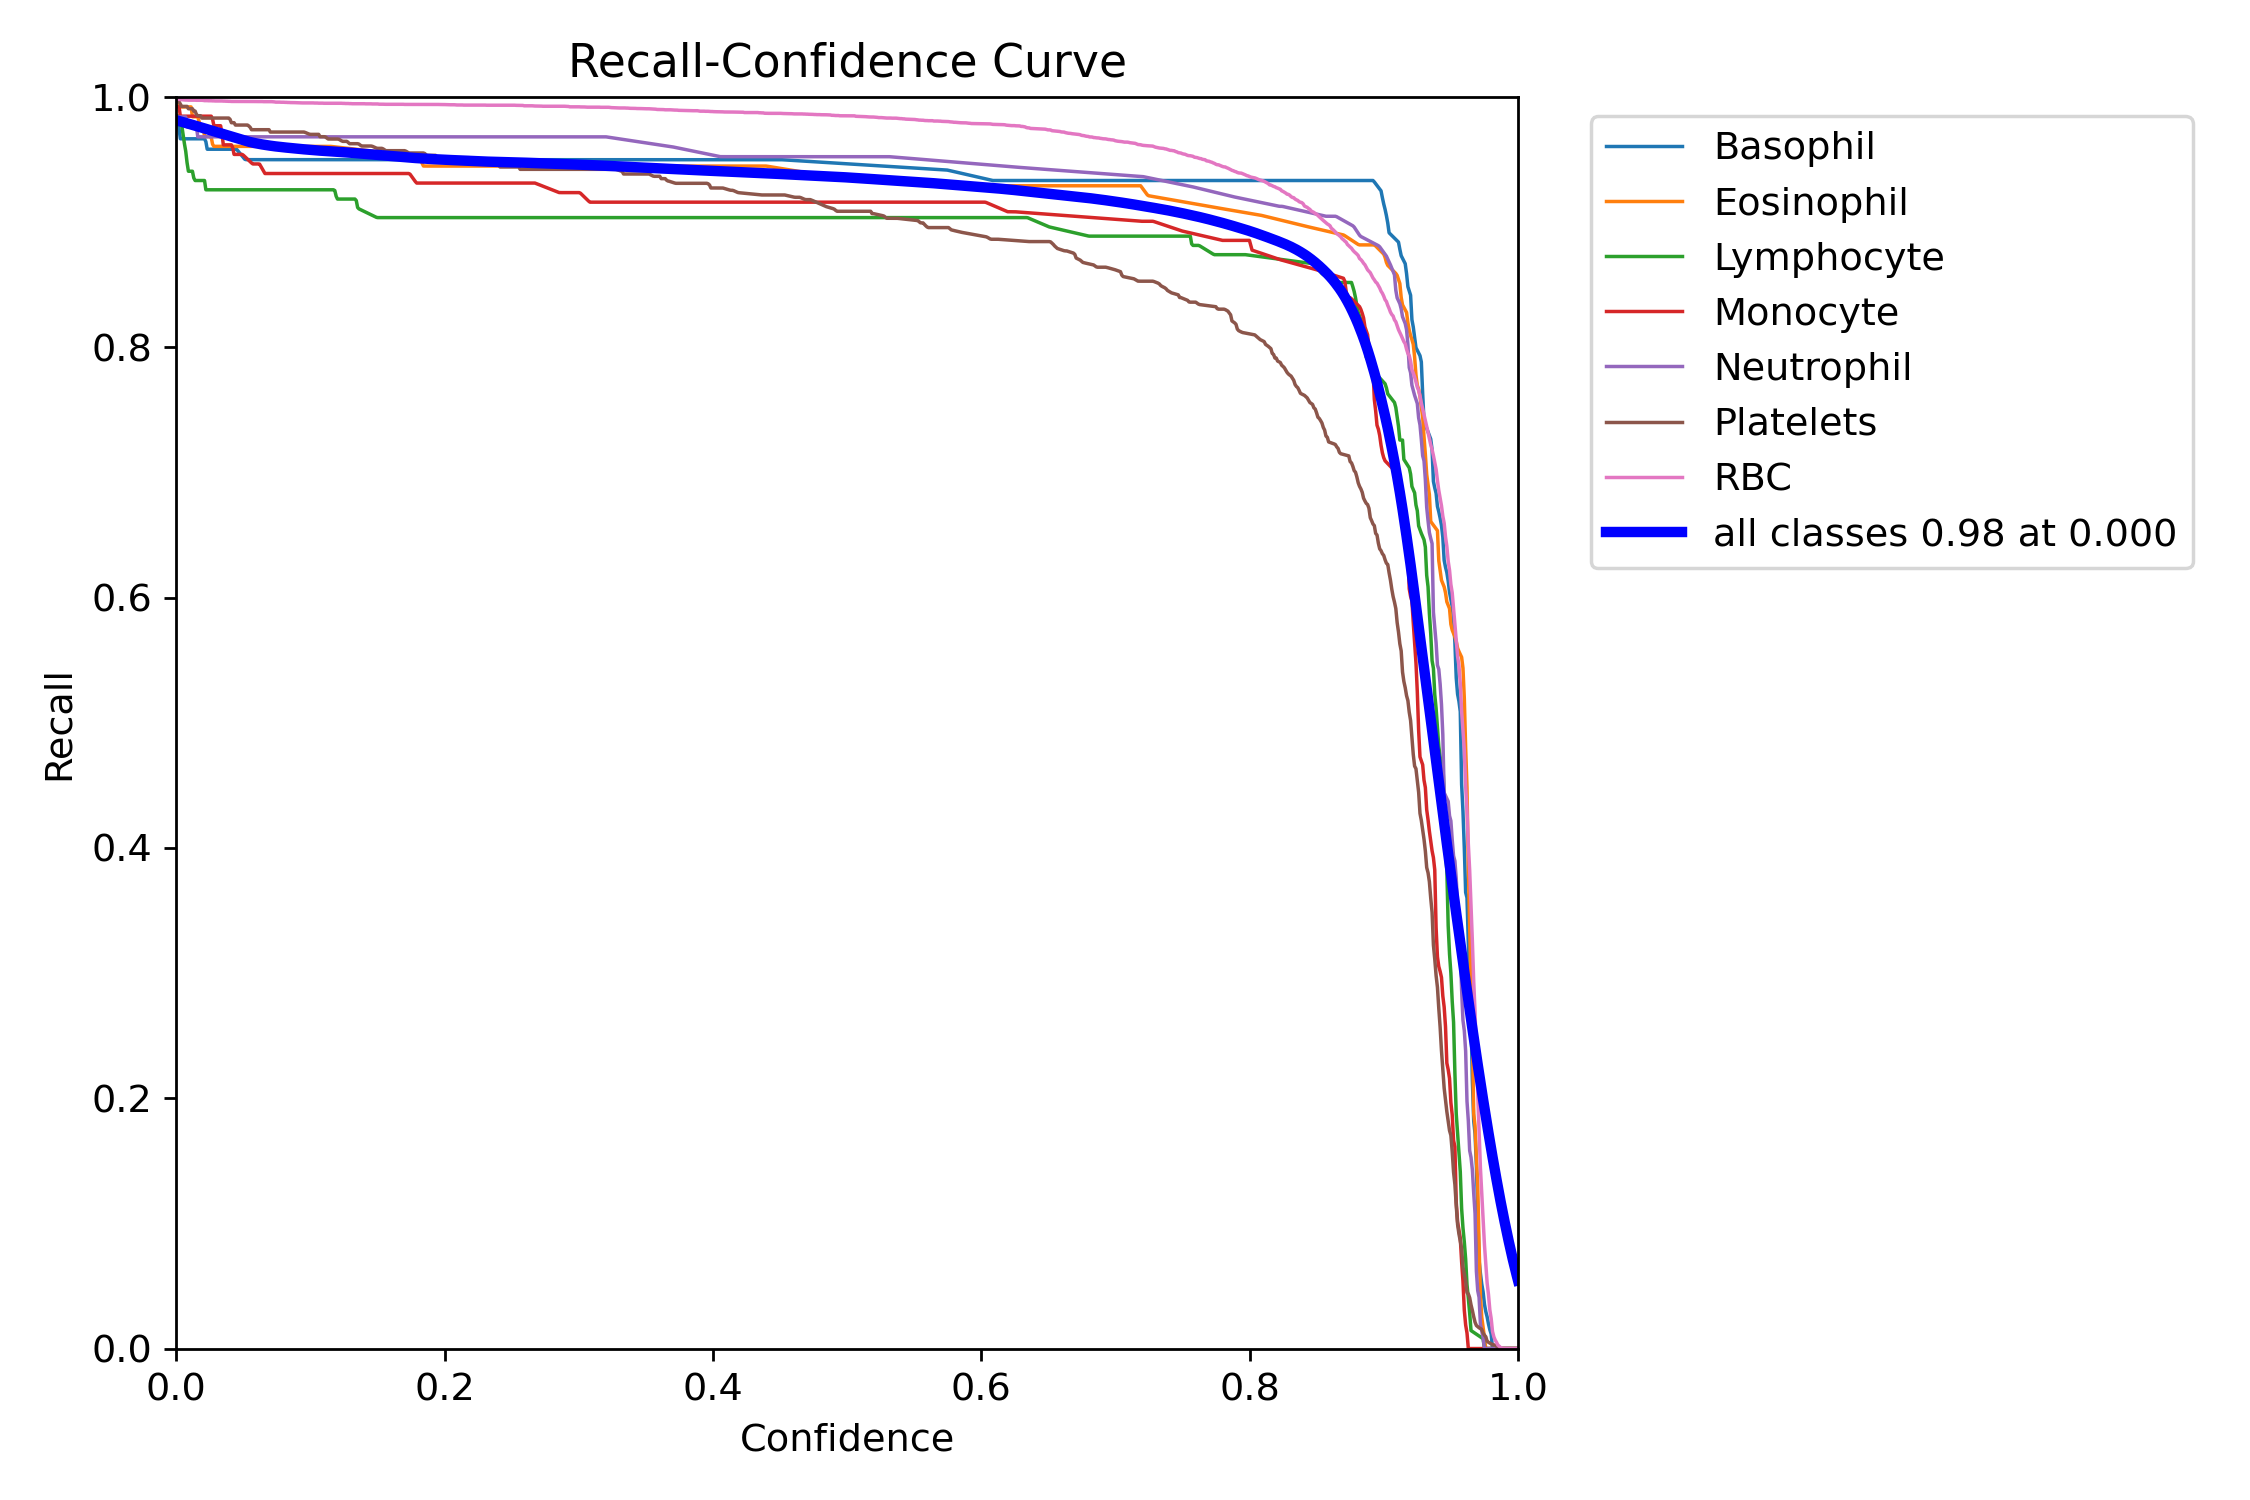 Recall-Confidence Curve
1.0
0.8
0.6
0.4
0.2
0.0
Recall
0.0 0.2 0.4 0.6 0.8 1.0
Confidence
Basophil
Eosinophil
Lymphocyte
Monocyte
Neutrophil
Platelets
RBC
all classes 0.98 at 0.000